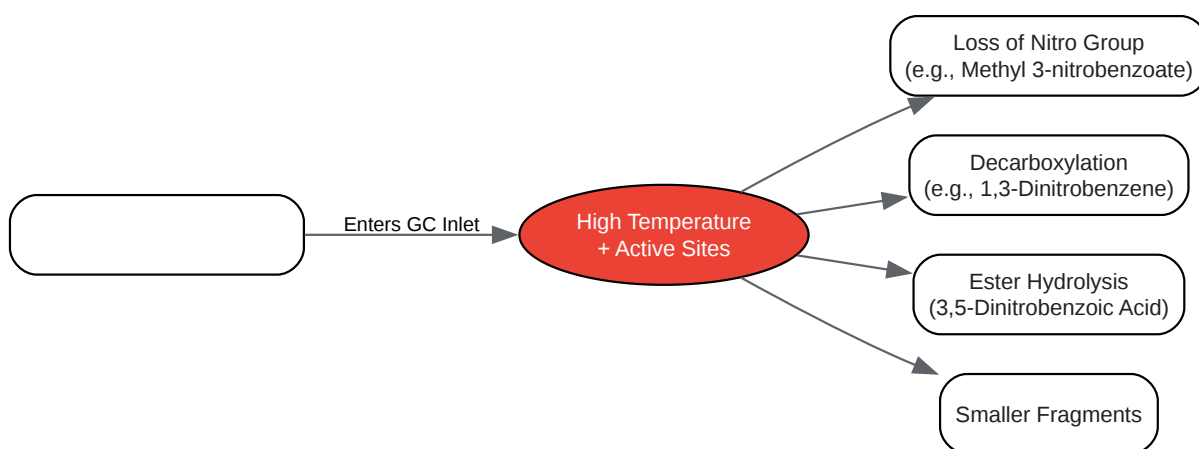 Enters GC Inlet
High Temperature
+ Active Sites
Loss of Nitro Group
(e.g., Methyl 3-nitrobenzoate)
Decarboxylation
(e.g., 1,3-Dinitrobenzene)
Ester Hydrolysis
(3,5-Dinitrobenzoic Acid)
Smaller Fragments